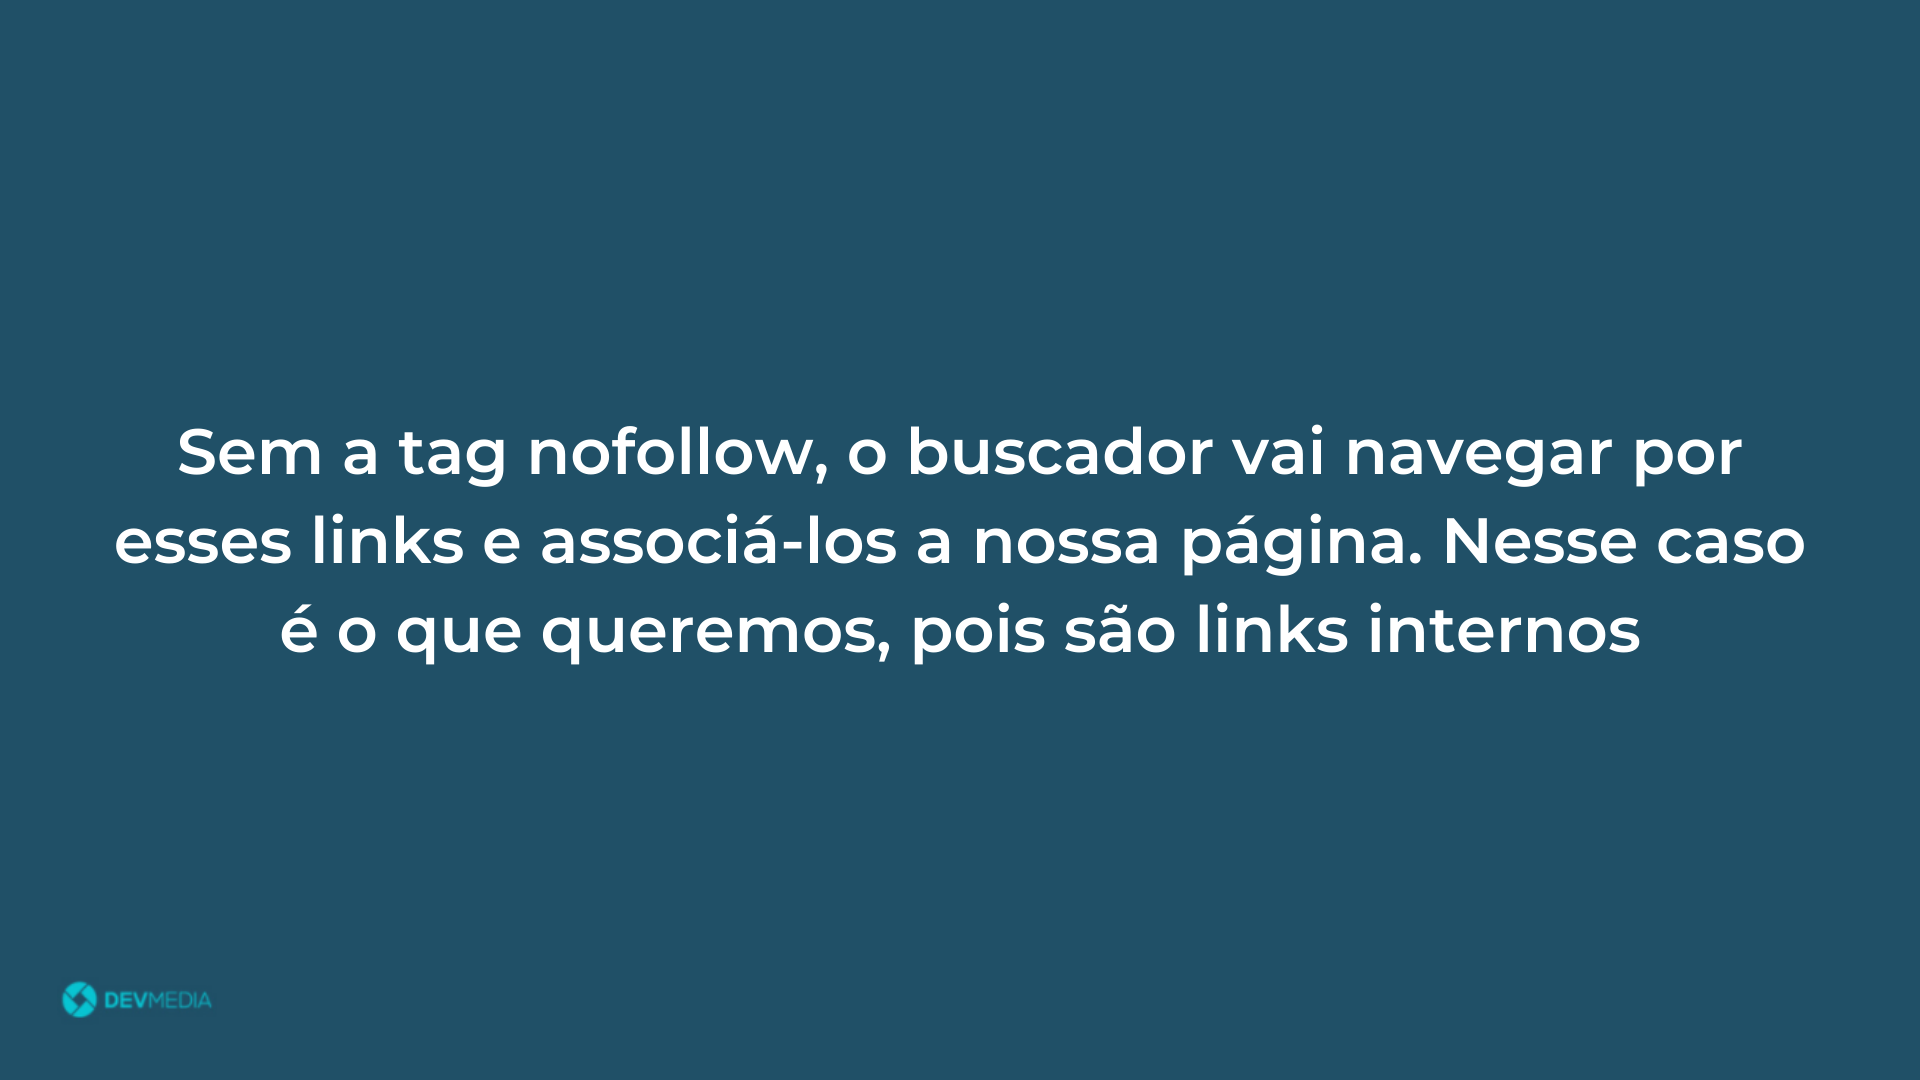 Sem a tag nofollow, o buscador vai navegar por
esses links e associá-los a nossa página. Nesse caso
é o que queremos, pois são links internos
DEVMEDIA